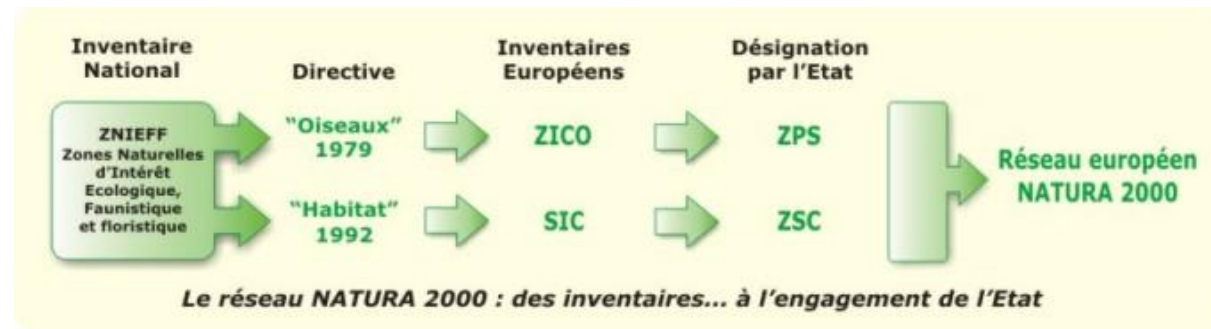 Inventaire
National
Directive
Inventaires
Européens
Désignation
par l'Etat
ZNIEFF
Zones Naturelles
d'Intérêt
Ecologique,
Faunistique
et floristique
"Oiseaux"
1979
ZICO
ZPS
"Habitat"
1992
SIC
ZSC
Réseau européen
NATURA 2000
Le réseau NATURA 2000 : des inventaires... à l'engagement de l'Etat